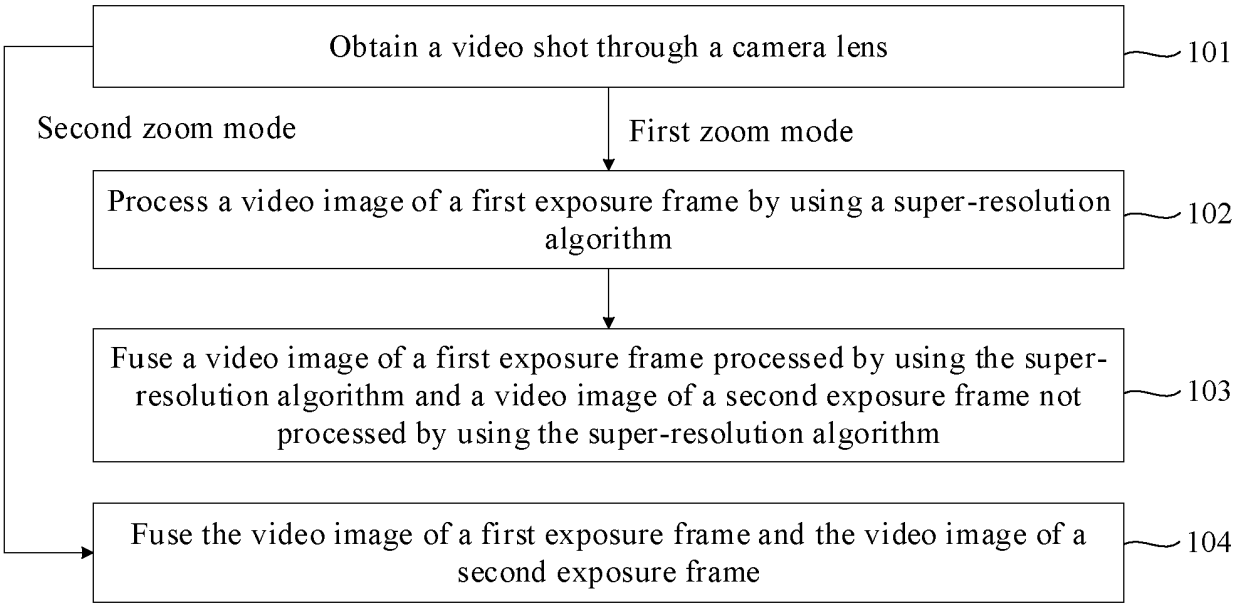 Obtain a video shot through a camera lens
101
Second zoom mode
First zoom mode
Process a video image of a first exposure frame by using a super-resolution
algorithm
102
Fuse a video image of a first exposure frame processed by using the super-
resolution algorithm and a video image of a second exposure frame not
processed by using the super-resolution algorithm
103
Fuse the video image of a first exposure frame and the video image of a
second exposure frame
104